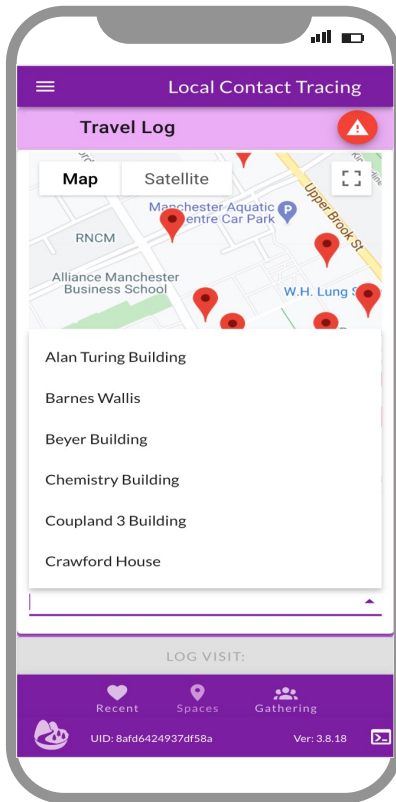 Local Contact Tracing
Travel Log
Map
Satellite
Manchester Aquatic
entre Car Park
P
Upper Brook St
RNCM
Alliance Manchester
Business School
W.H. Lung S
Alan Turing Building
Barnes Wallis
Beyer Building
Chemistry Building
Coupland 3 Building
Crawford House
LOG VISIT:
Recent
Spaces
Gathering
UID: 8afd6424937df58a
Ver: 3.8.18